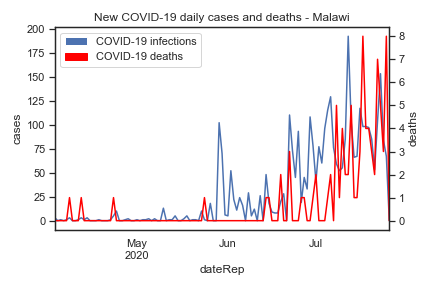 New COVID-19 daily cases and deaths - Malawi
COVID-19 infections
COVID-19 deaths
200
175
150
125
100
75
50
25
0
cases
8
7
6
5
4
3
2
1
0
deaths
May
2020
Jun
Jul
dateRep